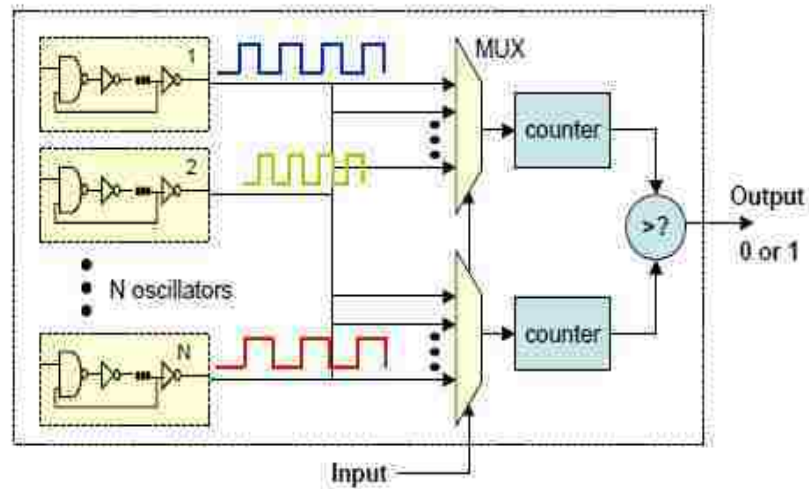 1
MUX
counter
2
Output
>?
0 or 1
N oscillators
counter
N
Input